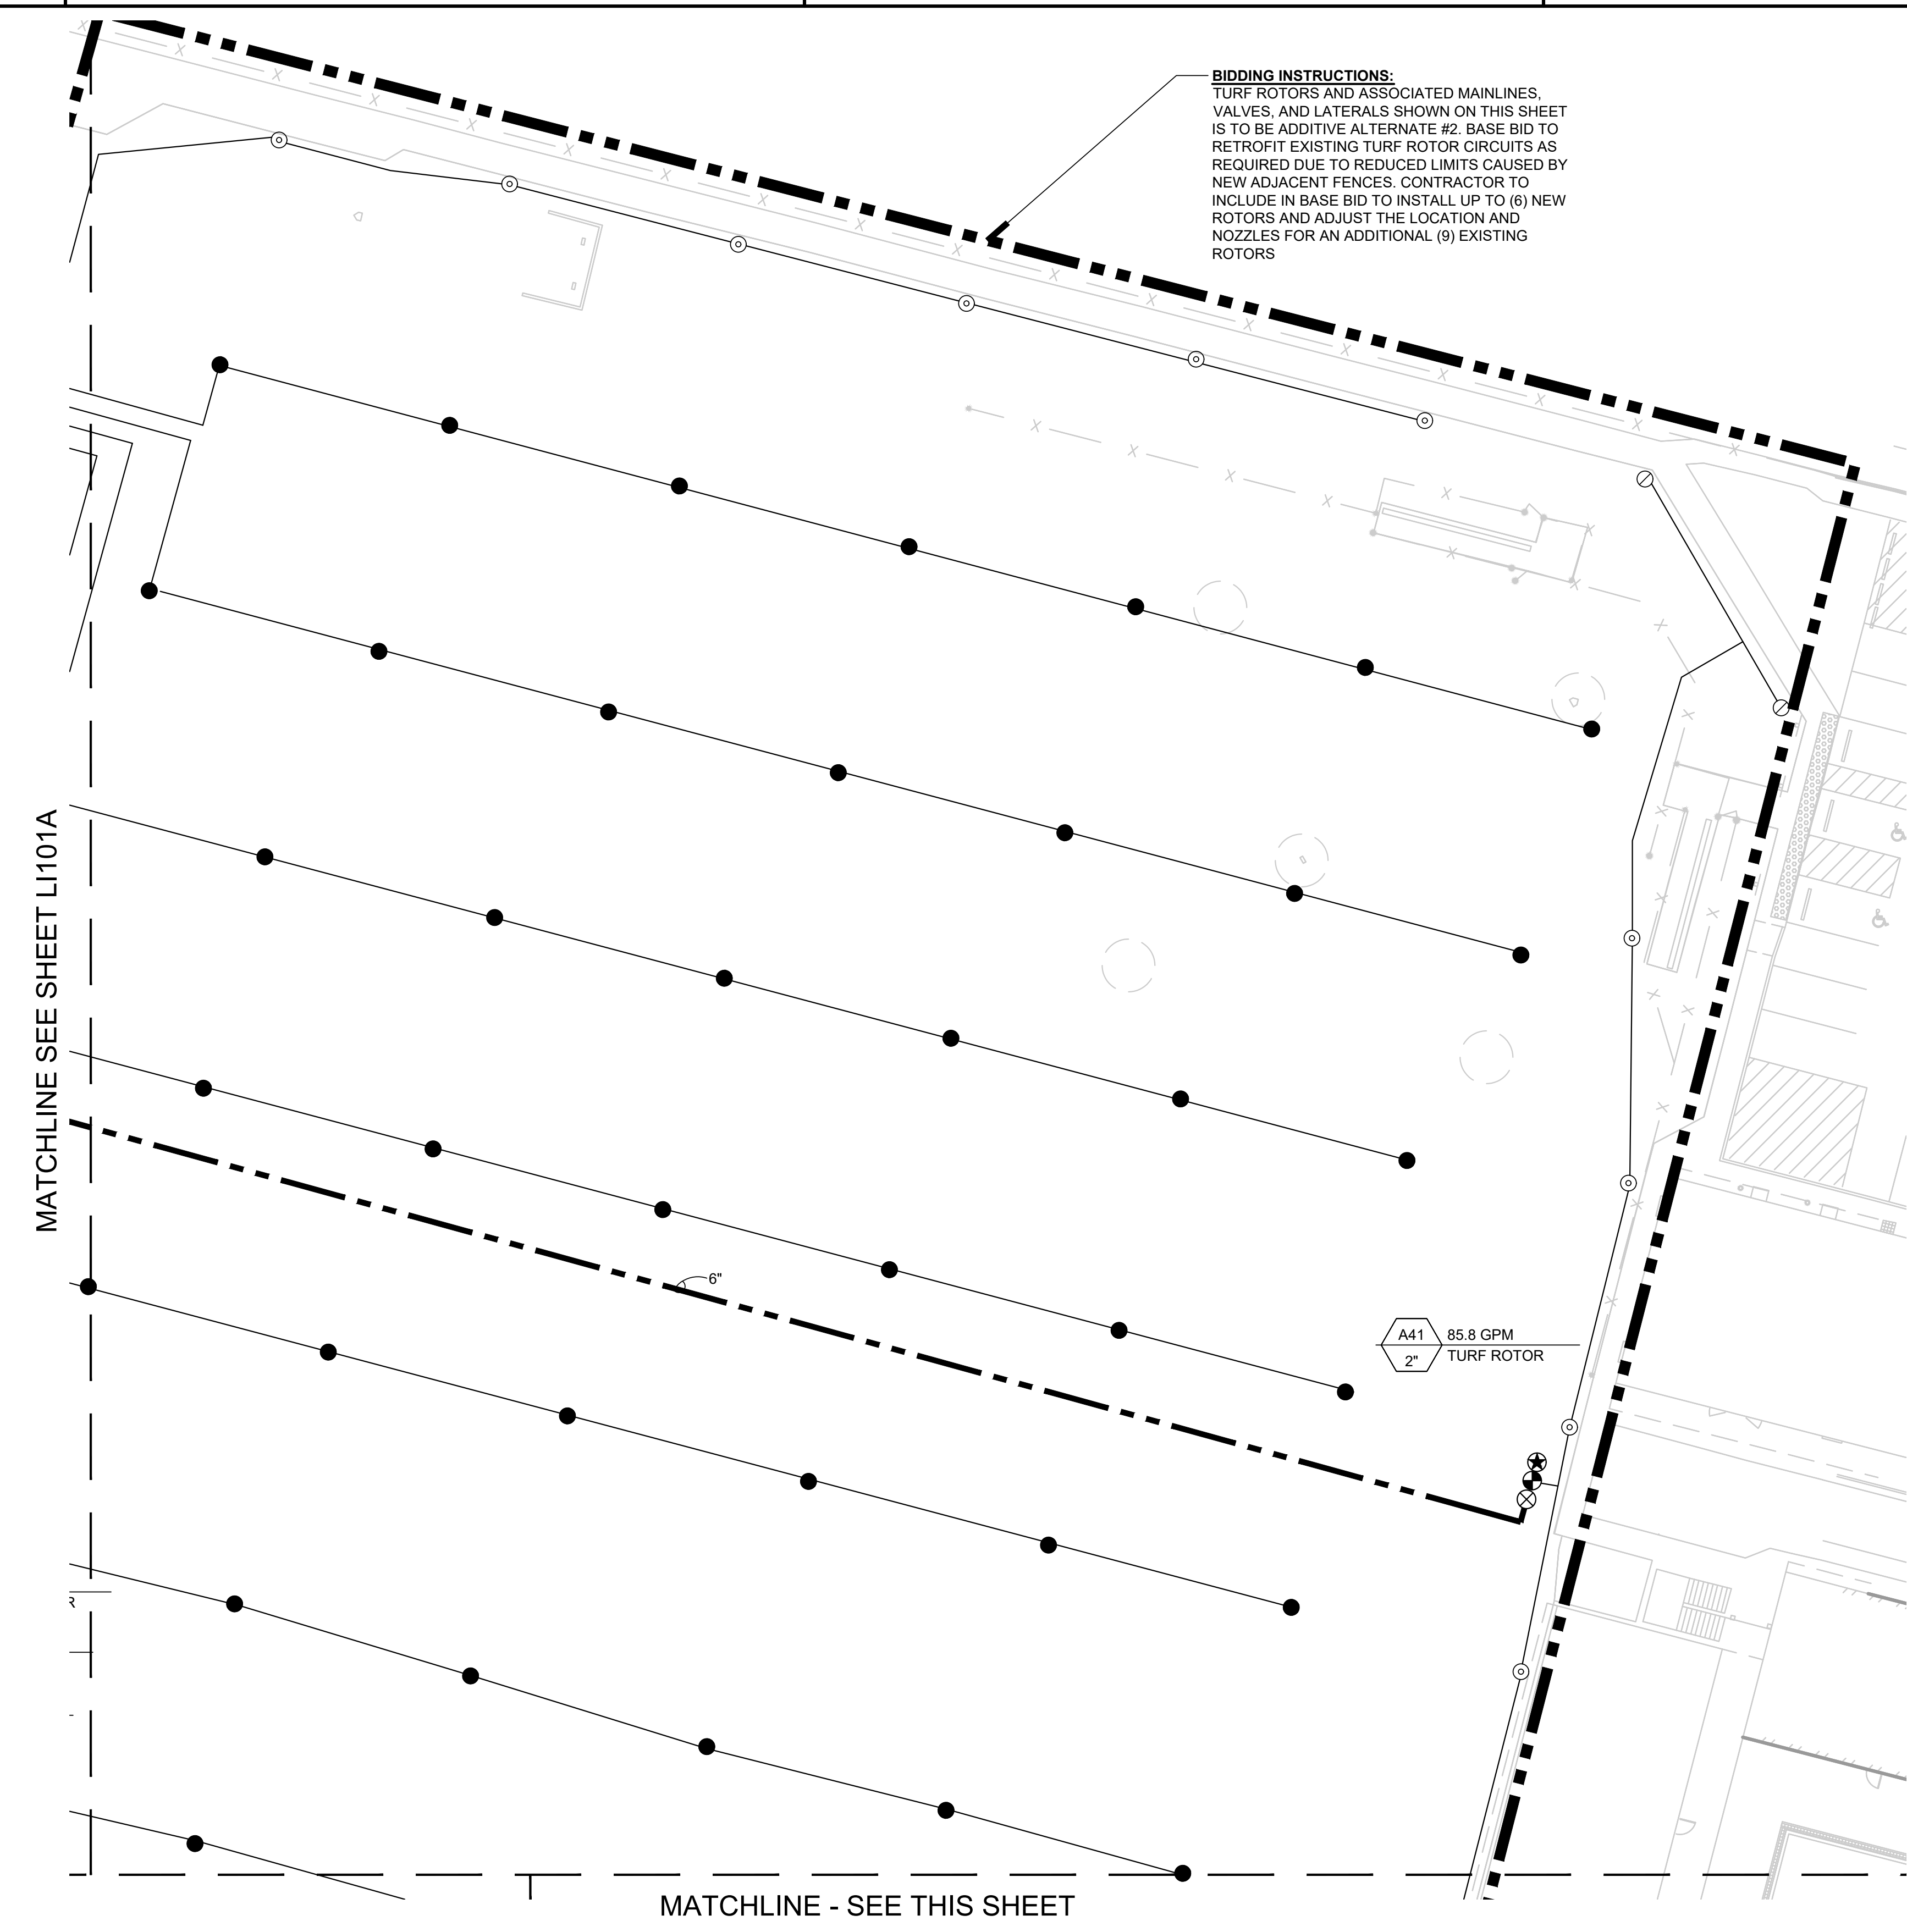 BIDDING INSTRUCTIONS:
TURF ROTORS AND ASSOCIATED MAINLINES,
VALVES, AND LATERALS SHOWN ON THIS SHEET
IS TO BE ADDITIVE ALTERNATE #2. BASE BID TO
RETROFIT EXISTING TURF ROTOR CIRCUITS AS
REQUIRED DUE TO REDUCED LIMITS CAUSED BY
NEW ADJACENT FENCES. CONTRACTOR TO
INCLUDE IN BASE BID TO INSTALL UP TO (6) NEW
ROTORS AND ADJUST THE LOCATION AND
NOZZLES FOR AN ADDITIONAL (9) EXISTING
ROTORS
MATCHLINE SEE SHEET LI101A
6"
A41
85.8 GPM
2"
TURF ROTOR
R
MATCHLINE - SEE THIS SHEET